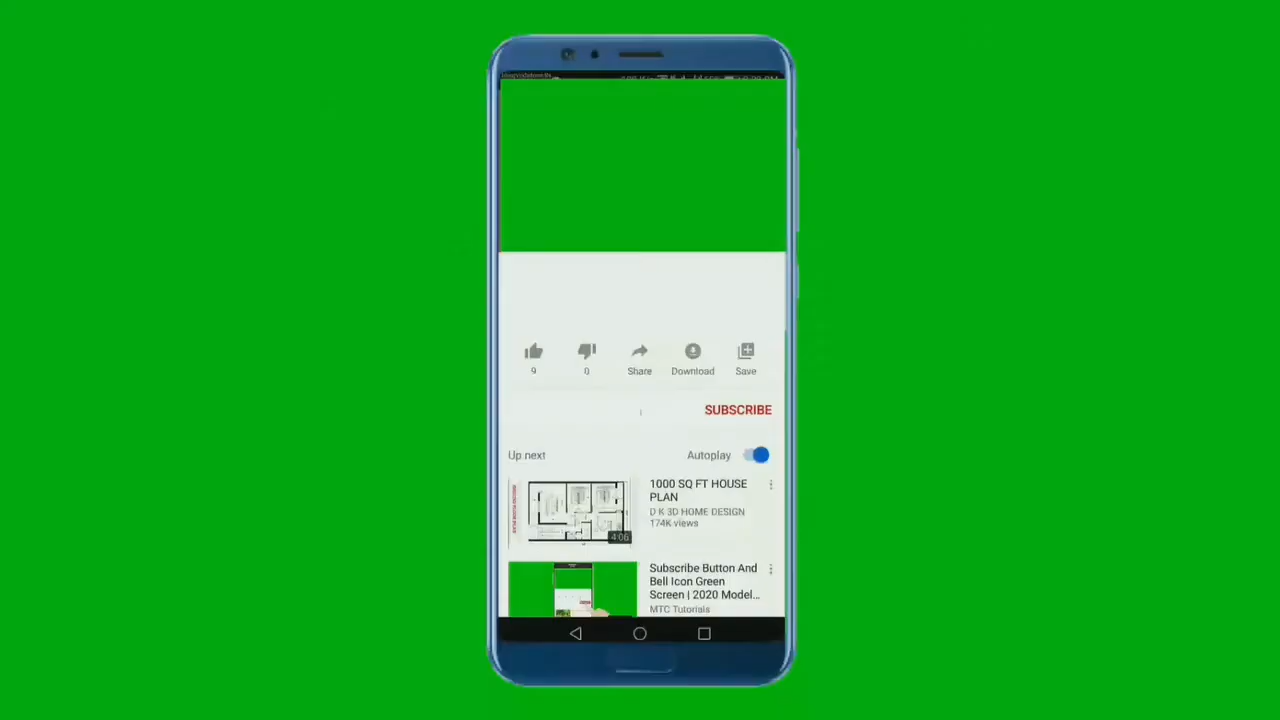 9
0
Share
Download
Save
SUBSCRIBE
Up next
Autoplay
1000 SQ FT HOUSE
PLAN
D K 3D HOME DESIGN
174K views
4:06
Subscribe Button And
Bell Icon Green
Screen | 2020 Model...
MTC Tutorials